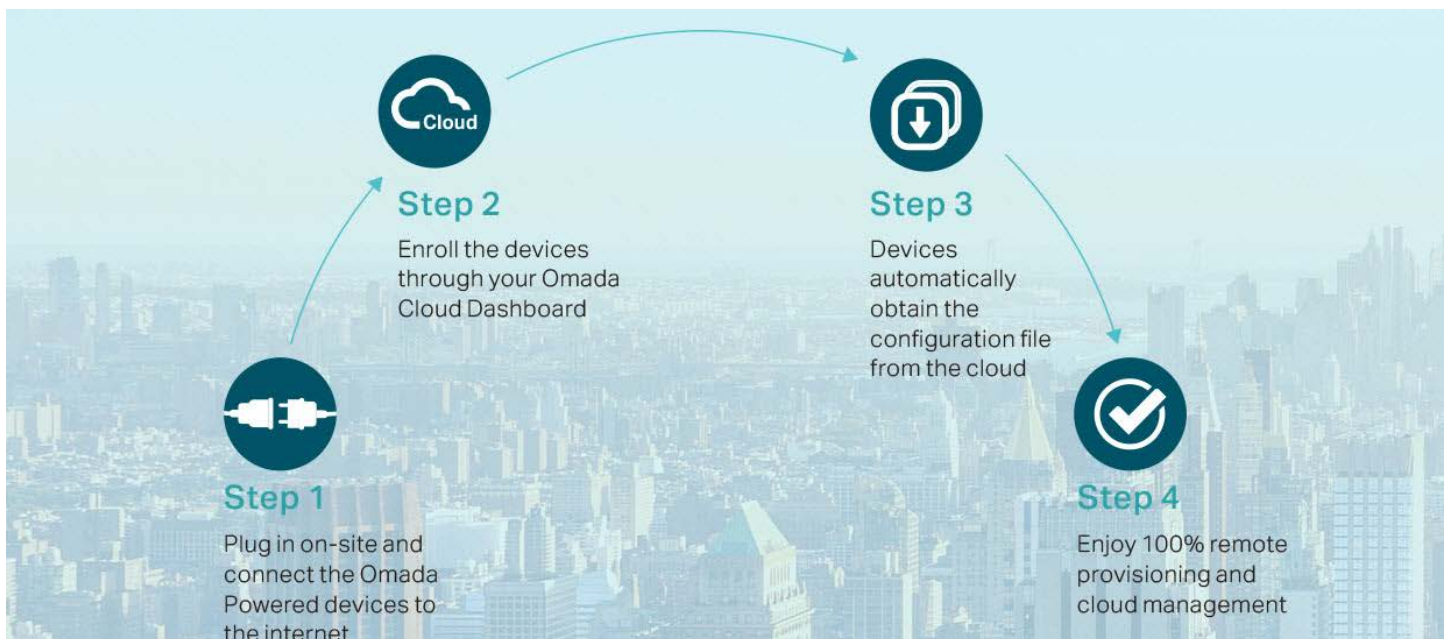 Cloud
Step 1
Plug in on-site and
connect the Omada
Powered devices to
the internet
Step 2
Enroll the devices
through your Omada
Cloud Dashboard
Step 3
Devices
automatically
obtain the
configuration file
from the cloud
Step 4
Enjoy 100% remote
provisioning and
cloud management